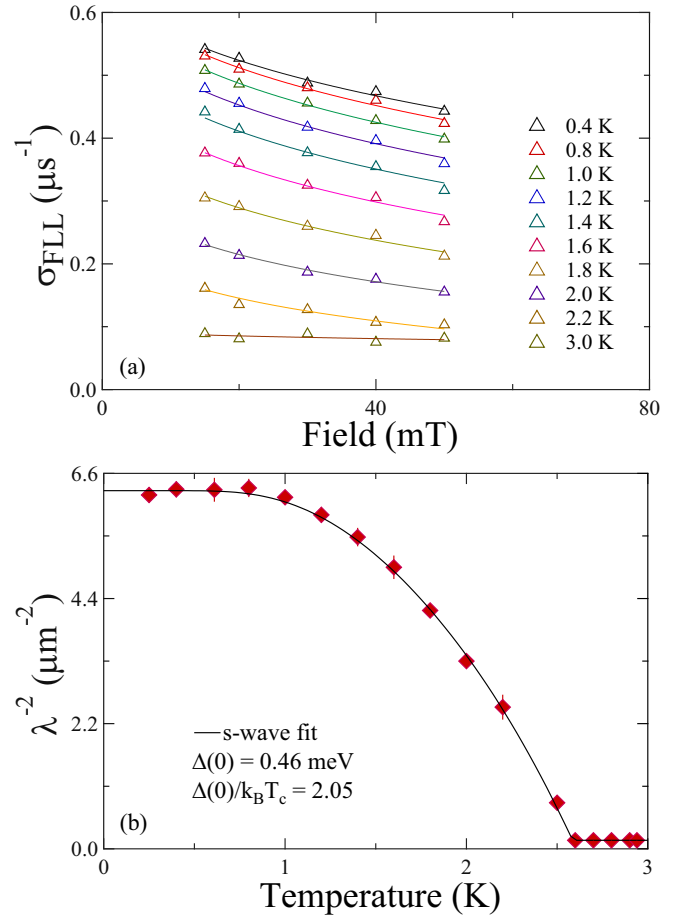 0.6
0.4
0.2
0.0
σFLL (μs⁻¹)
0.4 K
0.8 K
1.0 K
1.2 K
1.4 K
1.6 K
1.8 K
2.0 K
2.2 K
3.0 K
(a)
0 40 80
Field (mT)
6.6
4.4
2.2
0.0
λ⁻² (μm⁻²)
s-wave fit
Δ(0) = 0.46 meV
Δ(0)/kBTc = 2.05
(b)
0 1 2 3
Temperature (K)